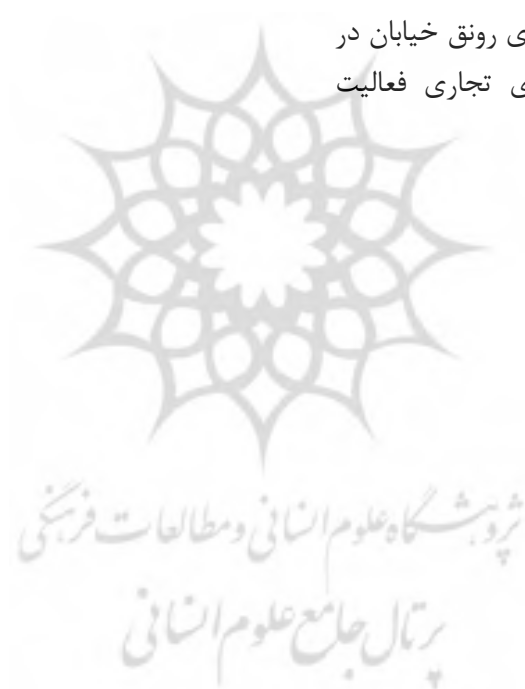 ی رونق خیابان در
ی تجاری فعالیت
پژوهشگاه علوم انسانی و مطالعات فرهنگی
پرتال جامع علوم انسانی